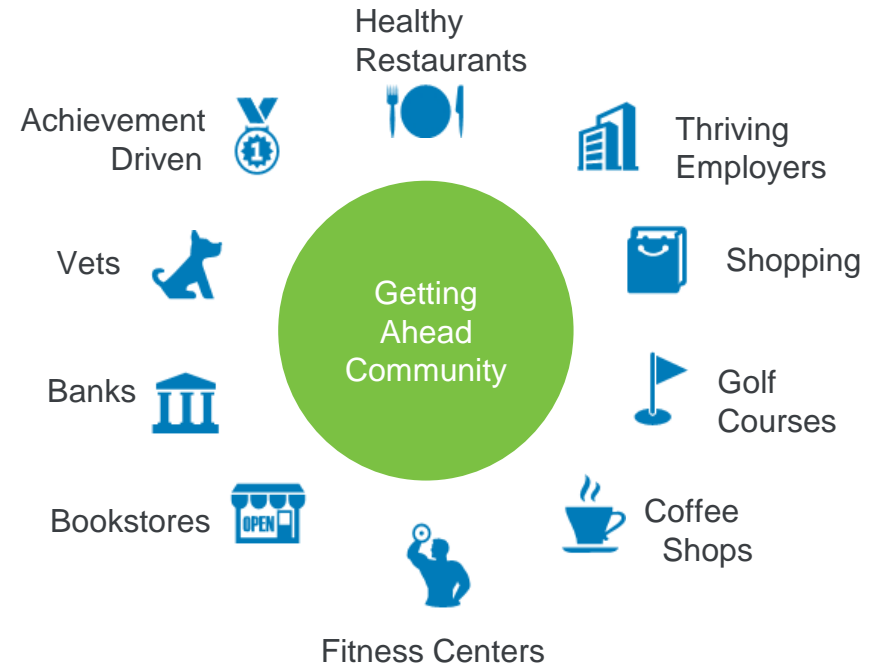 Healthy
Restaurants
Achievement
Driven
1
Thriving
Employers
Vets
Shopping
Getting
Ahead
Community
Banks
Golf
Courses
Bookstores
OPEN
Coffee
Shops
Fitness Centers